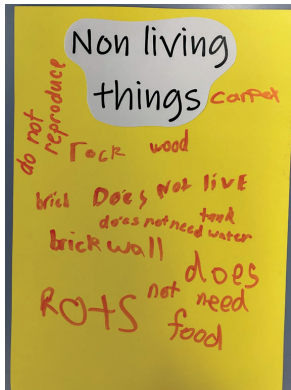 Non living
things
carpet
do not
reproduce
rock
wood
brick
Does Not live
tank
does not need water
brick wall
does
not need
food
Rots